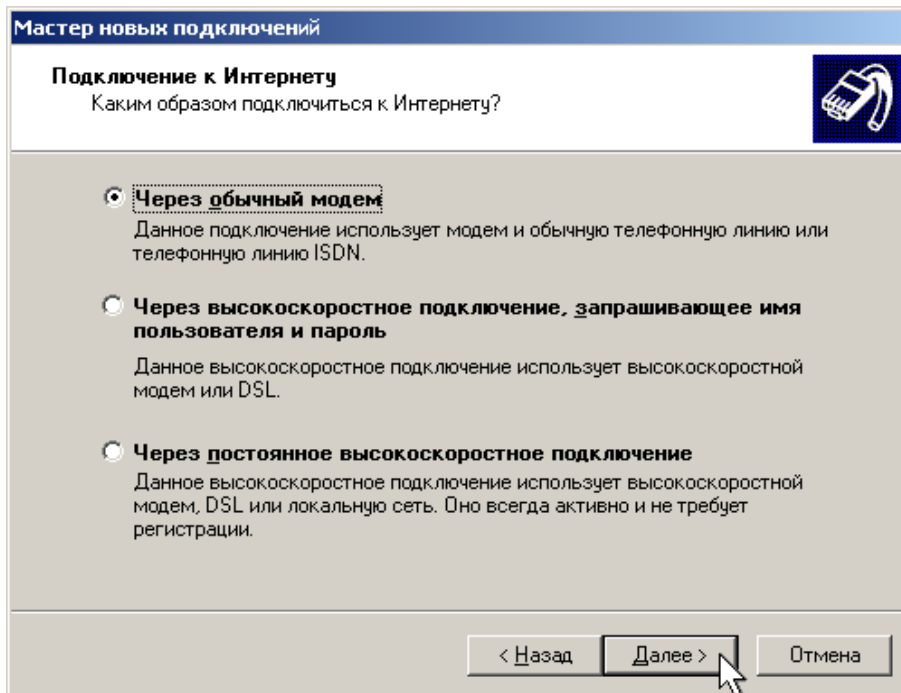 Мастер новых подключений
Подключение к Интернету
Каким образом подключиться к Интернету?
Через обычный модем
Данное подключение использует модем и обычную телефонную линию или
телефонную линию ISDN.
Через высокоскоростное подключение, запрашивающее имя
пользователя и пароль
Данное высокоскоростное подключение использует высокоскоростной
модем или DSL.
Через постоянное высокоскоростное подключение
Данное высокоскоростное подключение использует высокоскоростной
модем, DSL или локальную сеть. Оно всегда активно и не требует
регистрации.
< Назад Далее > Отмена